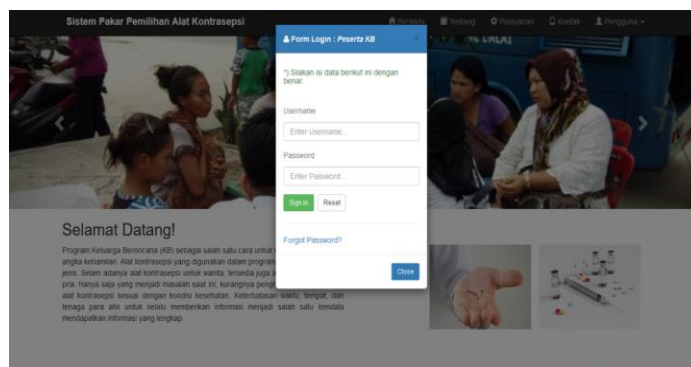 Sistem Pakar Pemilihan Alat Kontrasepsi
Beranda Tentang Pelayanan Kontak Pengguna
Form Login : Peserta KB
*) Silakan isi data berikut ini dengan
benar.
Username
Enter Username...
Password
Enter Password...
Sign in Reset
Forgot Password?
Close
Selamat Datang!
Program Keluarga Berencana (KB) sebagai salah satu cara untuk
angka kehamilan. Alat kontrasepsi yang digunakan dalam program
jenis. Selain adanya alat kontrasepsi untuk wanita, tersedia juga
pria. Hanya saja yang menjadi masalah saat ini, kurangnya
alat kontrasepsi sesuai dengan kondisi kesehatan. Keterbatasan waktu, tempat, dan
tenaga para ahli untuk selalu memberikan informasi menjadi salah satu kendala
mendapatkan informasi yang lengkap.